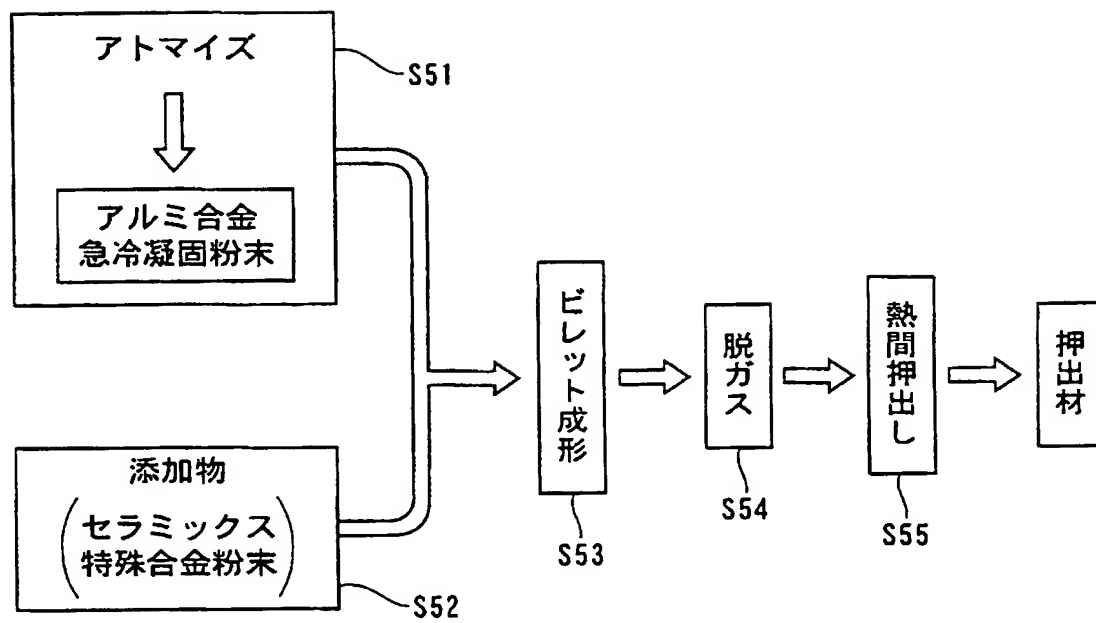 アトマイズ
S51
アルミ合金
急冷凝固粉末
ビレット成形
S53
脱ガス
S54
熱間押出し
S55
押出材
添加物
(セラミックス
特殊合金粉末)
S52